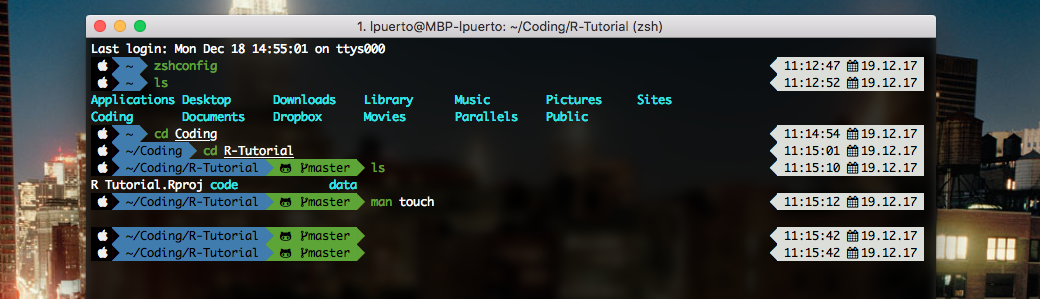 1. lpuerto@MBP-lpuerto: ~/Coding/R-Tutorial (zsh)
Last login: Mon Dec 18 14:55:01 on ttys000
~ zshconfig 11:12:47 19.12.17
~ ls 11:12:52 19.12.17
Applications Desktop Downloads Library Music Pictures Sites
Coding Documents Dropbox Movies Parallels Public
~ cd Coding 11:14:54 19.12.17
~/Coding cd R-Tutorial 11:15:01 19.12.17
~/Coding/R-Tutorial master ls 11:15:10 19.12.17
R Tutorial.Rproj code data
~/Coding/R-Tutorial master man touch 11:15:12 19.12.17
~/Coding/R-Tutorial master 11:15:42 19.12.17
~/Coding/R-Tutorial master 11:15:42 19.12.17